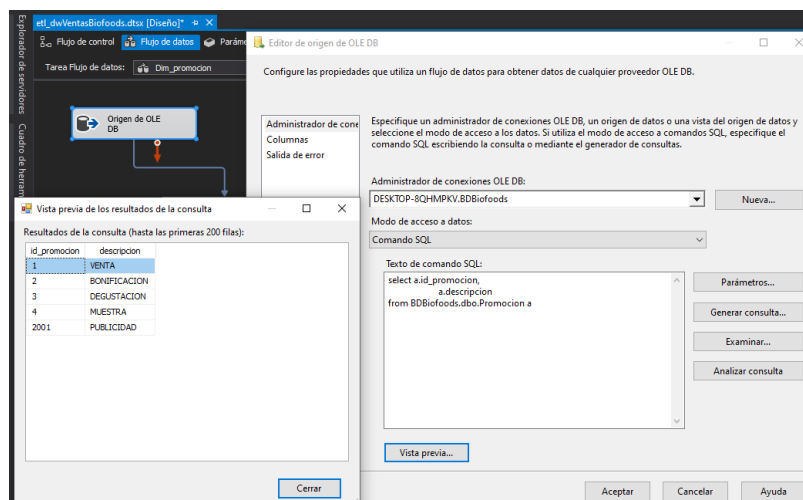 Explorador de servidores
Cuadro de herram
etl_dwVentasBiofoods.dtsx [Diseño]*
Flujo de control
Flujo de datos
Paráme
Tarea Flujo de datos:
Dim_promocion
Origen de OLE
DB
Vista previa de los resultados de la consulta
Resultados de la consulta (hasta las primeras 200 filas):
id_promocion descripcion
1 VENTA
2 BONIFICACION
3 DEGUSTACION
4 MUESTRA
2001 PUBLICIDAD
Cerrar
Editor de origen de OLE DB
Configure las propiedades que utiliza un flujo de datos para obtener datos de cualquier proveedor OLE DB.
Administrador de cone
Columnas
Salida de error
Especifique un administrador de conexiones OLE DB, un origen de datos o una vista del origen de datos y
seleccione el modo de acceso a los datos. Si utiliza el modo de acceso a comandos SQL, especifique el
comando SQL escribiendo la consulta o mediante el generador de consultas.
Administrador de conexiones OLE DB:
DESKTOP-8QHMPKV.BDBiofoods
Nueva...
Modo de acceso a datos:
Comando SQL
Texto de comando SQL:
select a.id_promocion,
a.descripcion
from BDBiofoods.dbo.Promocion a
Parámetros...
Generar consulta...
Examinar...
Analizar consulta
Vista previa...
Aceptar
Cancelar
Ayuda